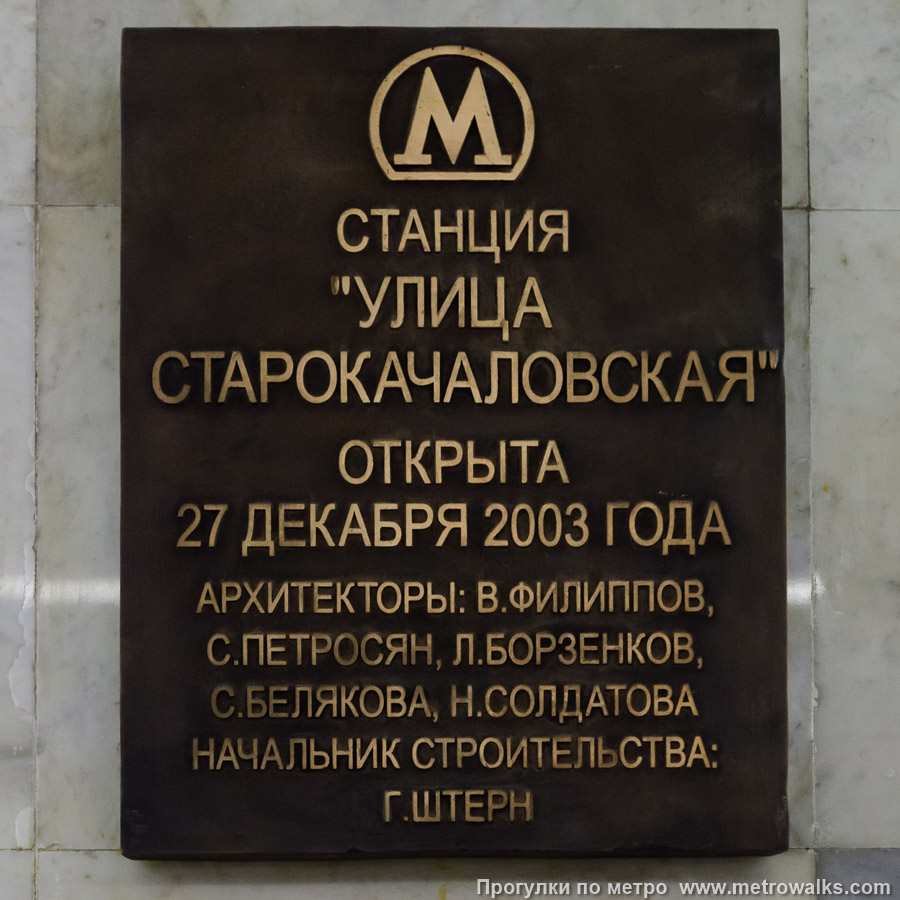 М
СТАНЦИЯ
"УЛИЦА
СТАРОКАЧАЛОВСКАЯ"
ОТКРЫТА
27 ДЕКАБРЯ 2003 ГОДА
АРХИТЕКТОРЫ: В.ФИЛИППОВ,
С.ПЕТРОСЯН, Л.БОРЗЕНКОВ,
С.БЕЛЯКОВА, Н.СОЛДАТОВА
НАЧАЛЬНИК СТРОИТЕЛЬСТВА:
Г.ШТЕРН
Прогулки по метро www.metrowalks.com